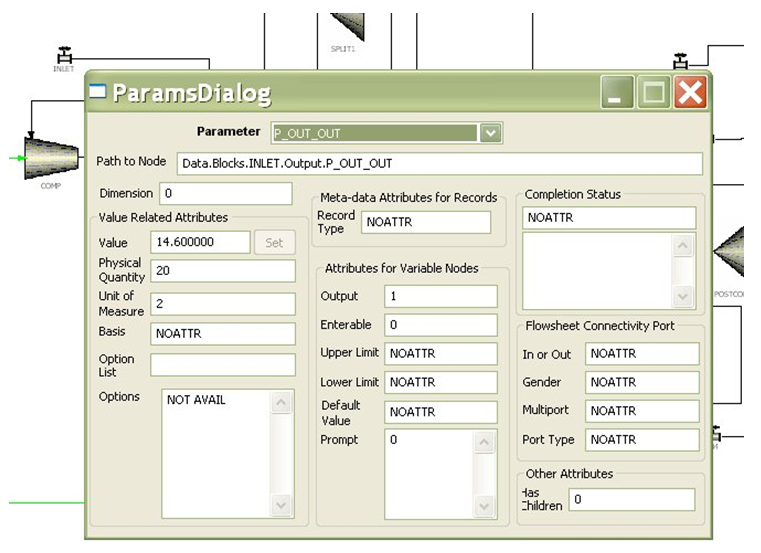 SPLIT1
INLET
ParamsDialog
Parameter P_OUT_OUT
COMP
Path to Node Data.Blocks.INLET.Output.P_OUT_OUT
Dimension 0
Value Related Attributes
Value 14.600000 Set
Physical
Quantity 20
Unit of
Measure 2
Basis NOATTR
Option
List
Options NOT AVAIL
Meta-data Attributes for Records
Record
Type NOATTR
Attributes for Variable Nodes
Output 1
Enterable 0
Upper Limit NOATTR
Lower Limit NOATTR
Default
Value NOATTR
Prompt 0
Completion Status
NOATTR
Flowsheet Connectivity Port
In or Out NOATTR
Gender NOATTR
Multiport NOATTR
Port Type NOATTR
Other Attributes
Has
Children 0